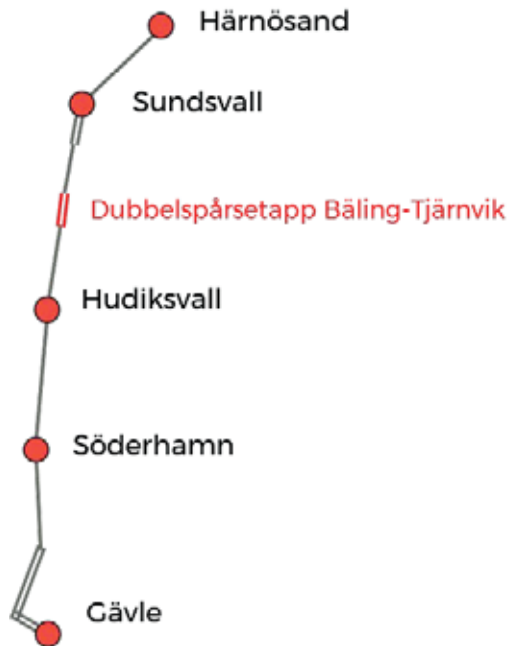 Härnösand
Sundsvall
Dubbelspårsetapp Bäling-Tjärnvik
Hudiksvall
Söderhamn
Gävle